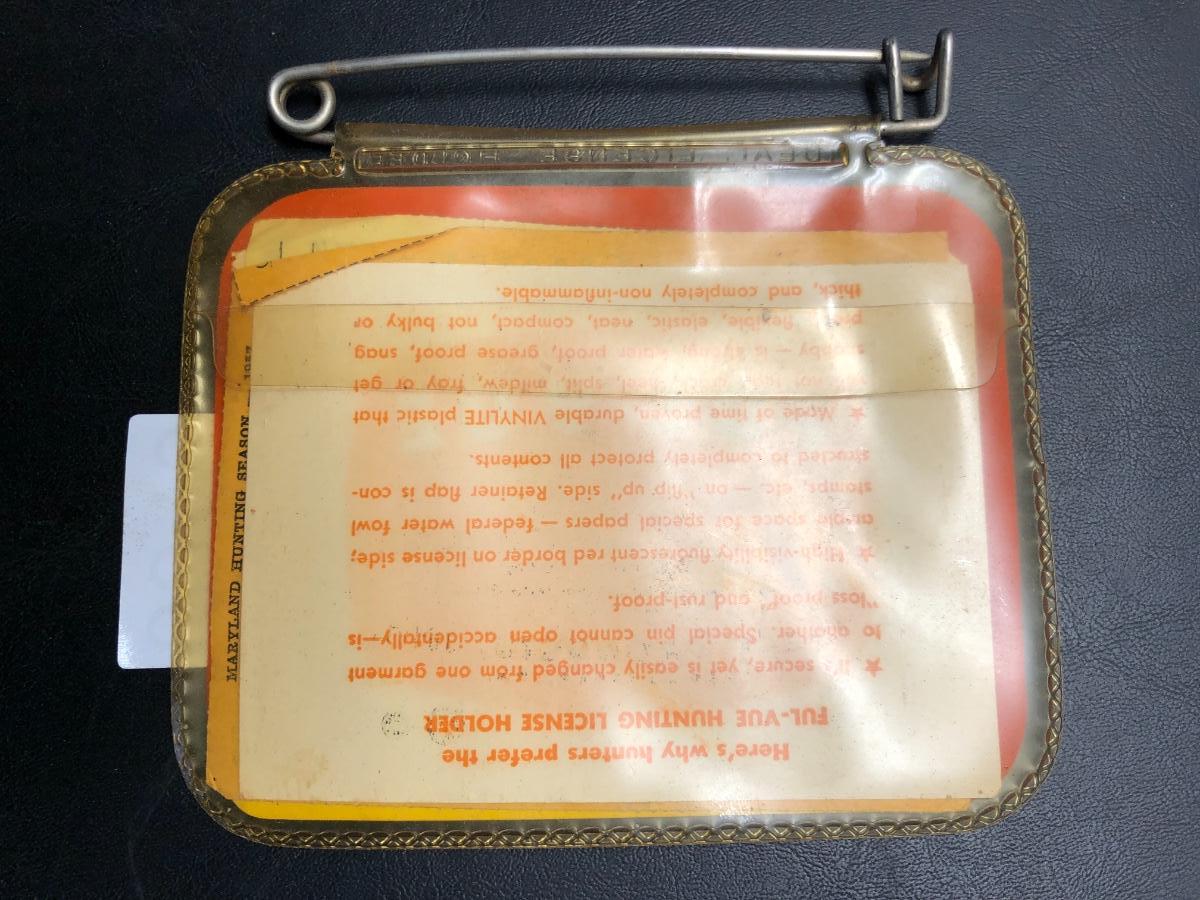 Here's why hunters prefer the
FUL-VUE HUNTING LICENSE HOLDER
★ It's secure, yet is easily changed from one garment
to another. Special pin cannot open accidentally—is
"loss-proof" and rust-proof.
★ High-visibility fluorescent red border on license side;
ample space for special papers — federal water fowl
stamps, etc. — on "flip up" side. Retainer flap is con-
structed to completely protect all contents.
★ Made of time proven, durable VINYLITE plastic that
will not peel, split, mildew, fray or get
— is water proof, grease proof, snag
flexible, elastic, neat, compact, not bulky or
thick, and completely non-inflammable.
MARYLAND HUNTING SEASON — 1957
LICENSE HOLDER